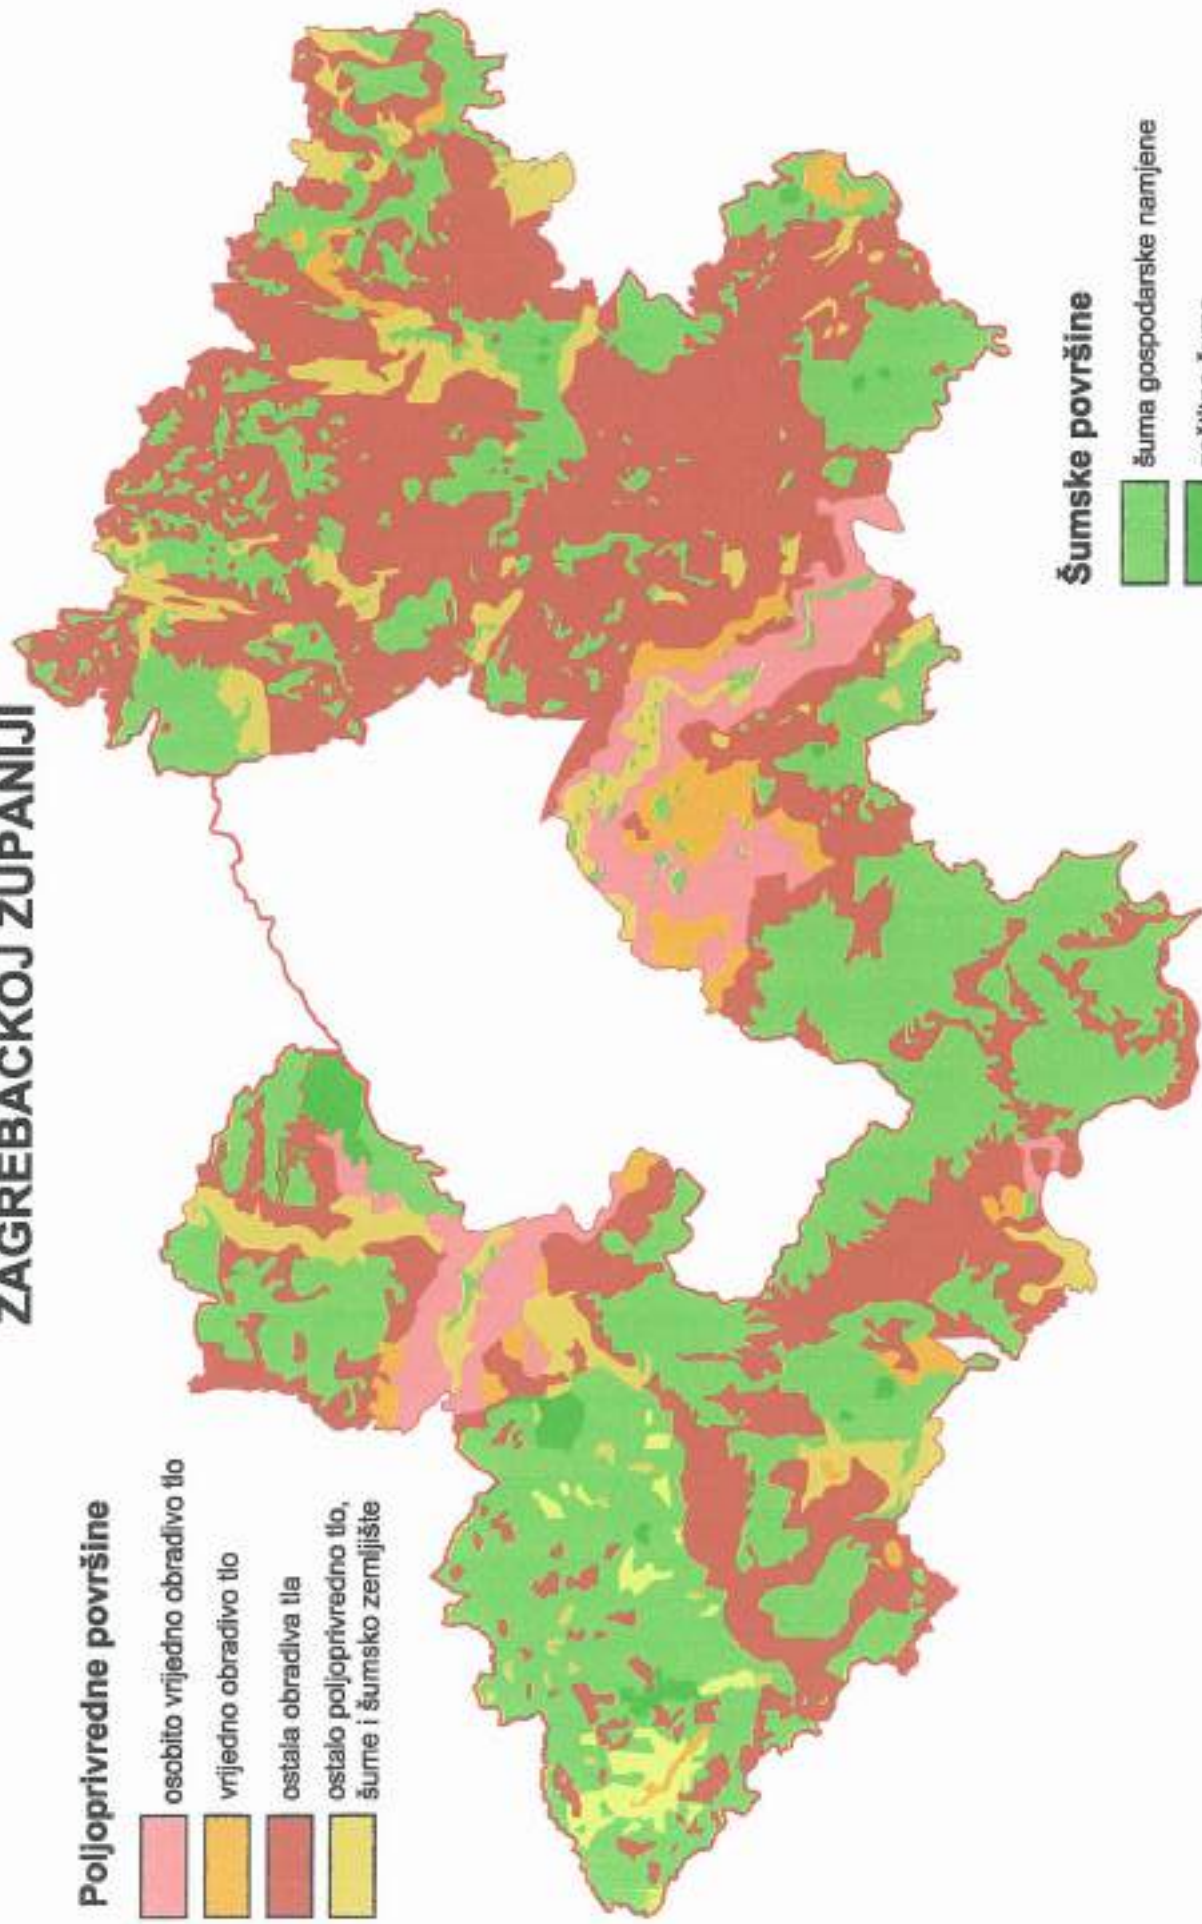 ZAGREBAČKOJ ŽUPANIJI
Poljoprivredne površine
osobito vrijedno obradivo tlo
vrijedno obradivo tlo
ostala obradiva tla
ostalo poljoprivredno tlo,
šume i šumsko zemljište
Šumske površine
šuma gospodarske namjene